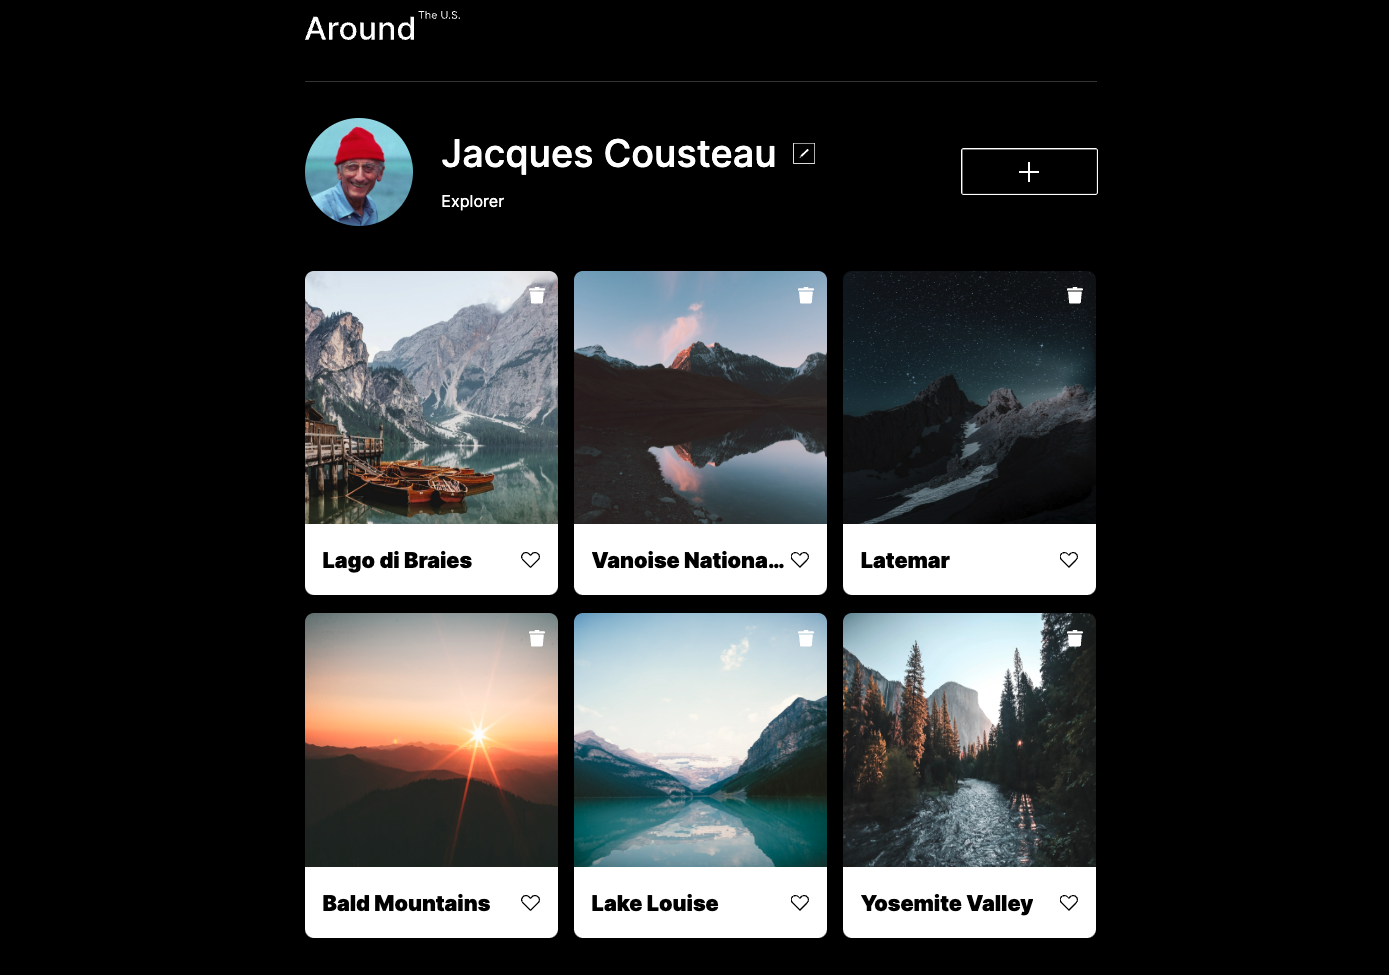 Around The U.S.
Jacques Cousteau
Explorer
Lago di Braies
Vanoise Nationa...
Latemar
Bald Mountains
Lake Louise
Yosemite Valley